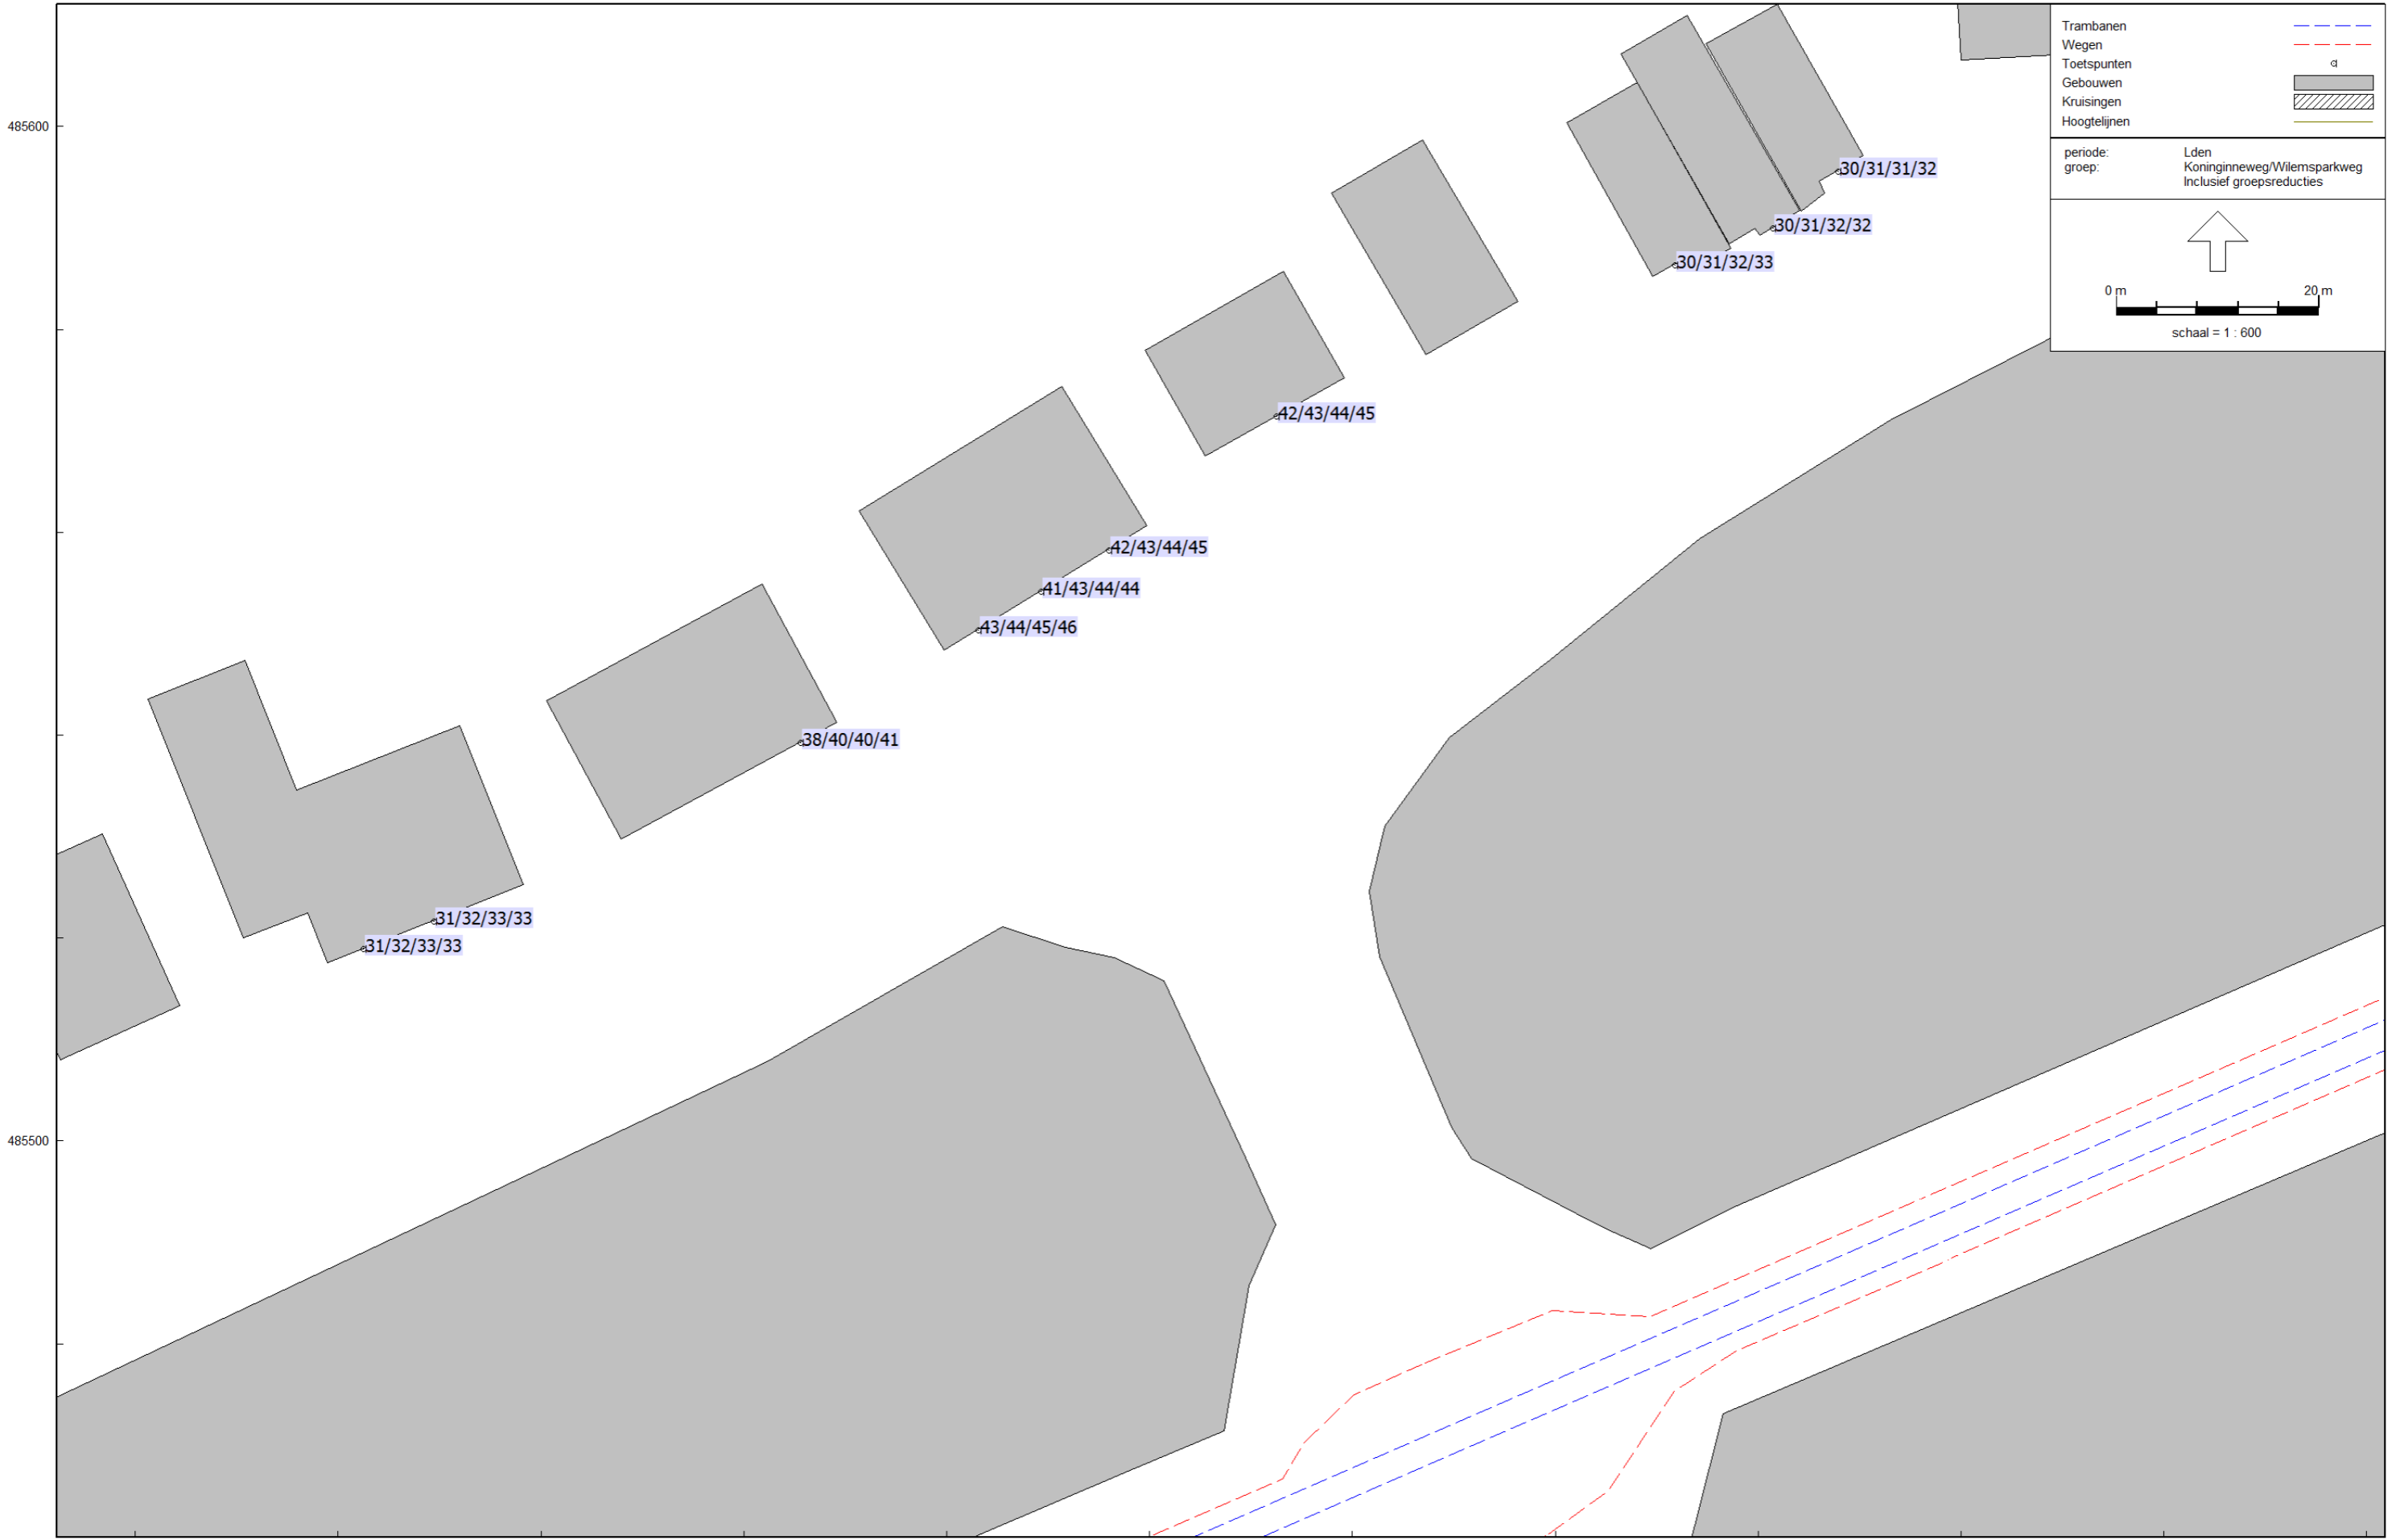 Trambanen
Wegen
Toetspunten
Gebouwen
Kruisingen
Hoogtelijnen
periode: Lden
groep: Koninginneweg/Wilemsparkweg
Inclusief groepsreducties
0 m 20 m
schaal = 1 : 600
485600
30/31/31/32
30/31/32/32
30/31/32/33
42/43/44/45
42/43/44/45
41/43/44/44
43/44/45/46
38/40/40/41
31/32/33/33
31/32/33/33
485500